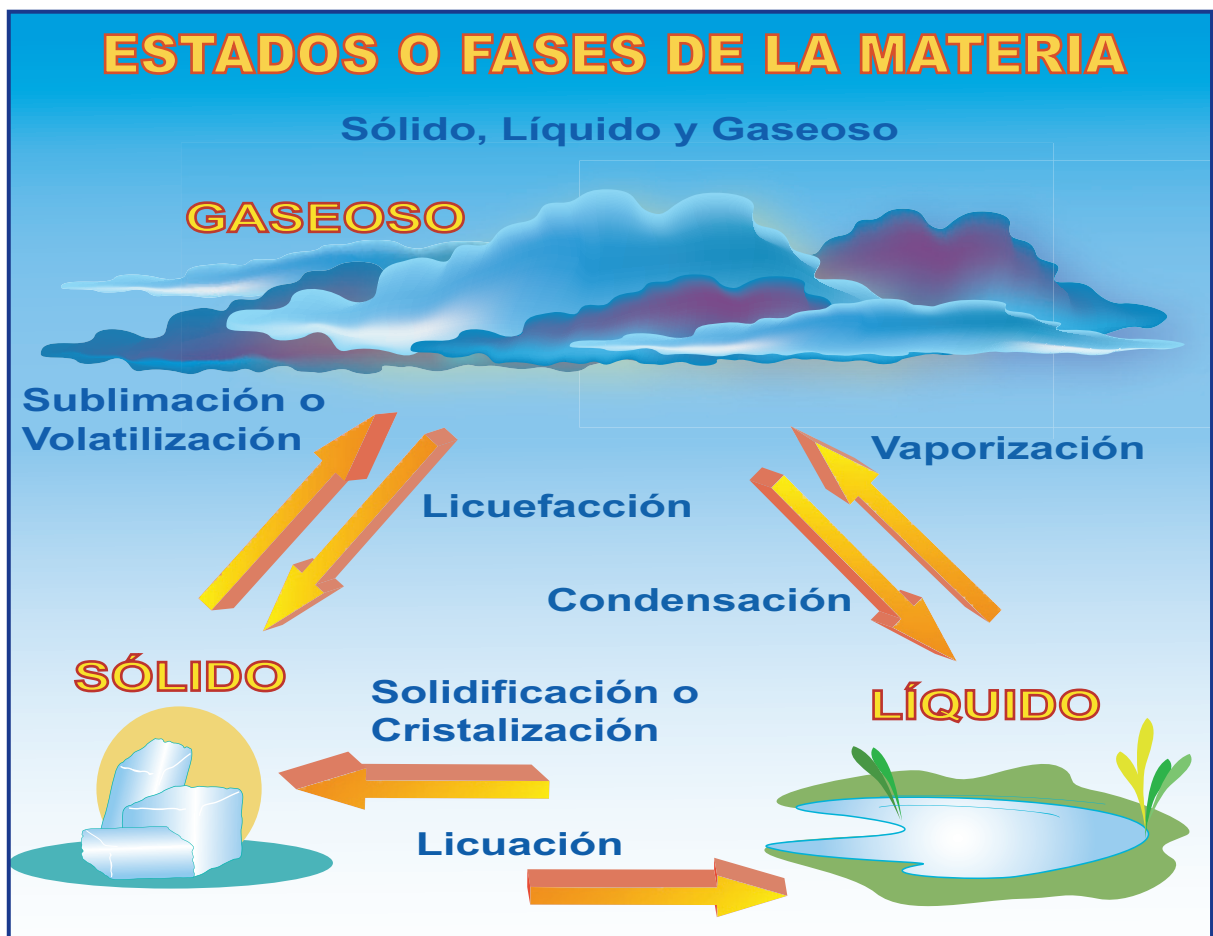 ESTADOS O FASES DE LA MATERIA
Sólido, Líquido y Gaseoso
GASEOSO
Sublimación o
Volatilización
Vaporización
Licuefacción
Condensación
SÓLIDO
Solidificación o
Cristalización
LÍQUIDO
Licuación